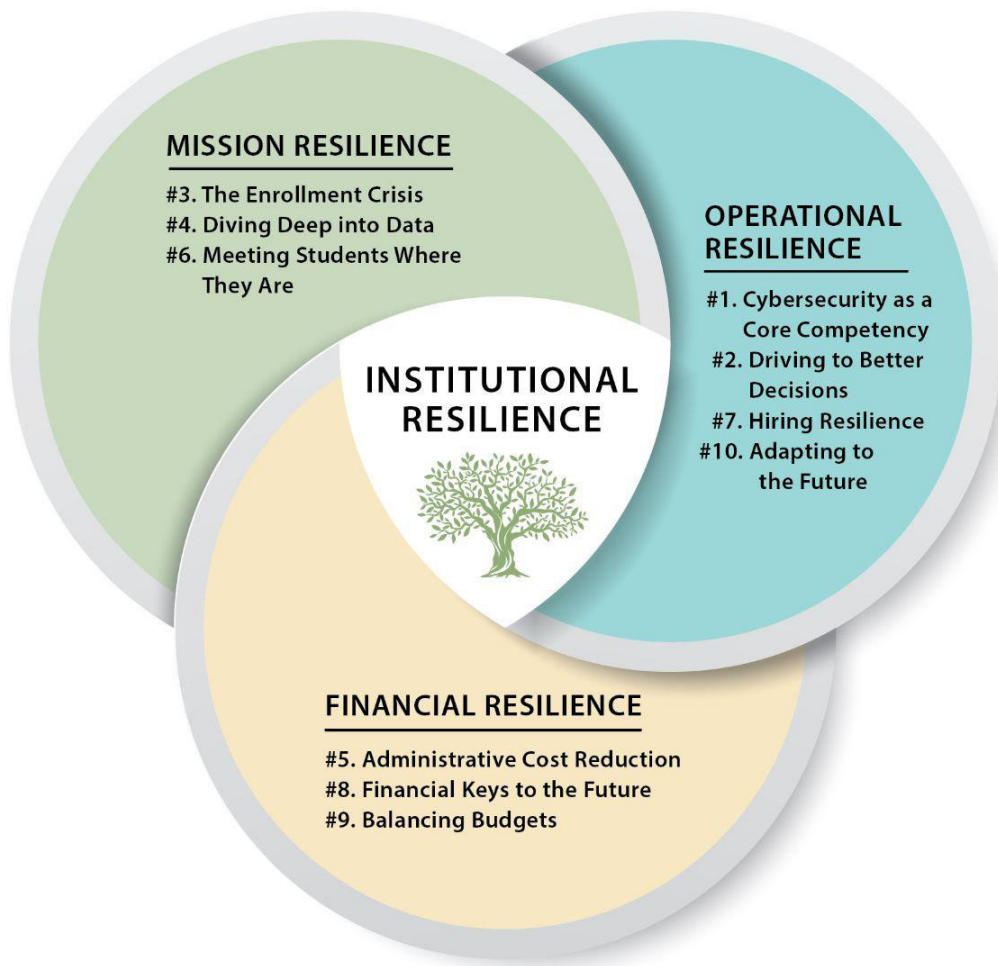 MISSION RESILIENCE
#3. The Enrollment Crisis
#4. Diving Deep into Data
#6. Meeting Students Where
They Are
OPERATIONAL
RESILIENCE
#1. Cybersecurity as a
Core Competency
#2. Driving to Better
Decisions
#7. Hiring Resilience
#10. Adapting to
the Future
INSTITUTIONAL
RESILIENCE
FINANCIAL RESILIENCE
#5. Administrative Cost Reduction
#8. Financial Keys to the Future
#9. Balancing Budgets